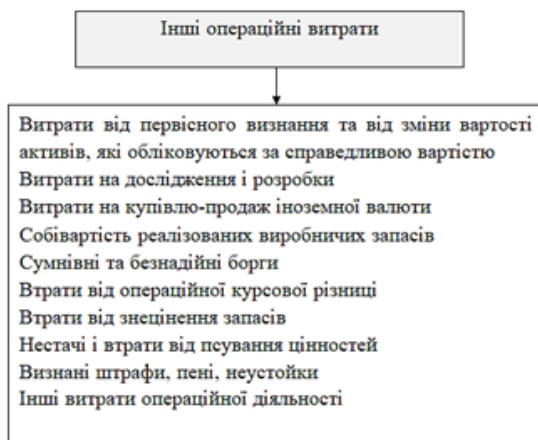 Інші операційні витрати
Витрати від первісного визнання та від зміни вартості
активів, які обліковуються за справедливою вартістю
Витрати на дослідження і розробки
Витрати на купівлю-продаж іноземної валюти
Собівартість реалізованих виробничих запасів
Сумнівні та безнадійні борги
Втрати від операційної курсової різниці
Втрати від знецінення запасів
Нестачі і втрати від псування цінностей
Визнані штрафи, пені, неустойки
Інші витрати операційної діяльності